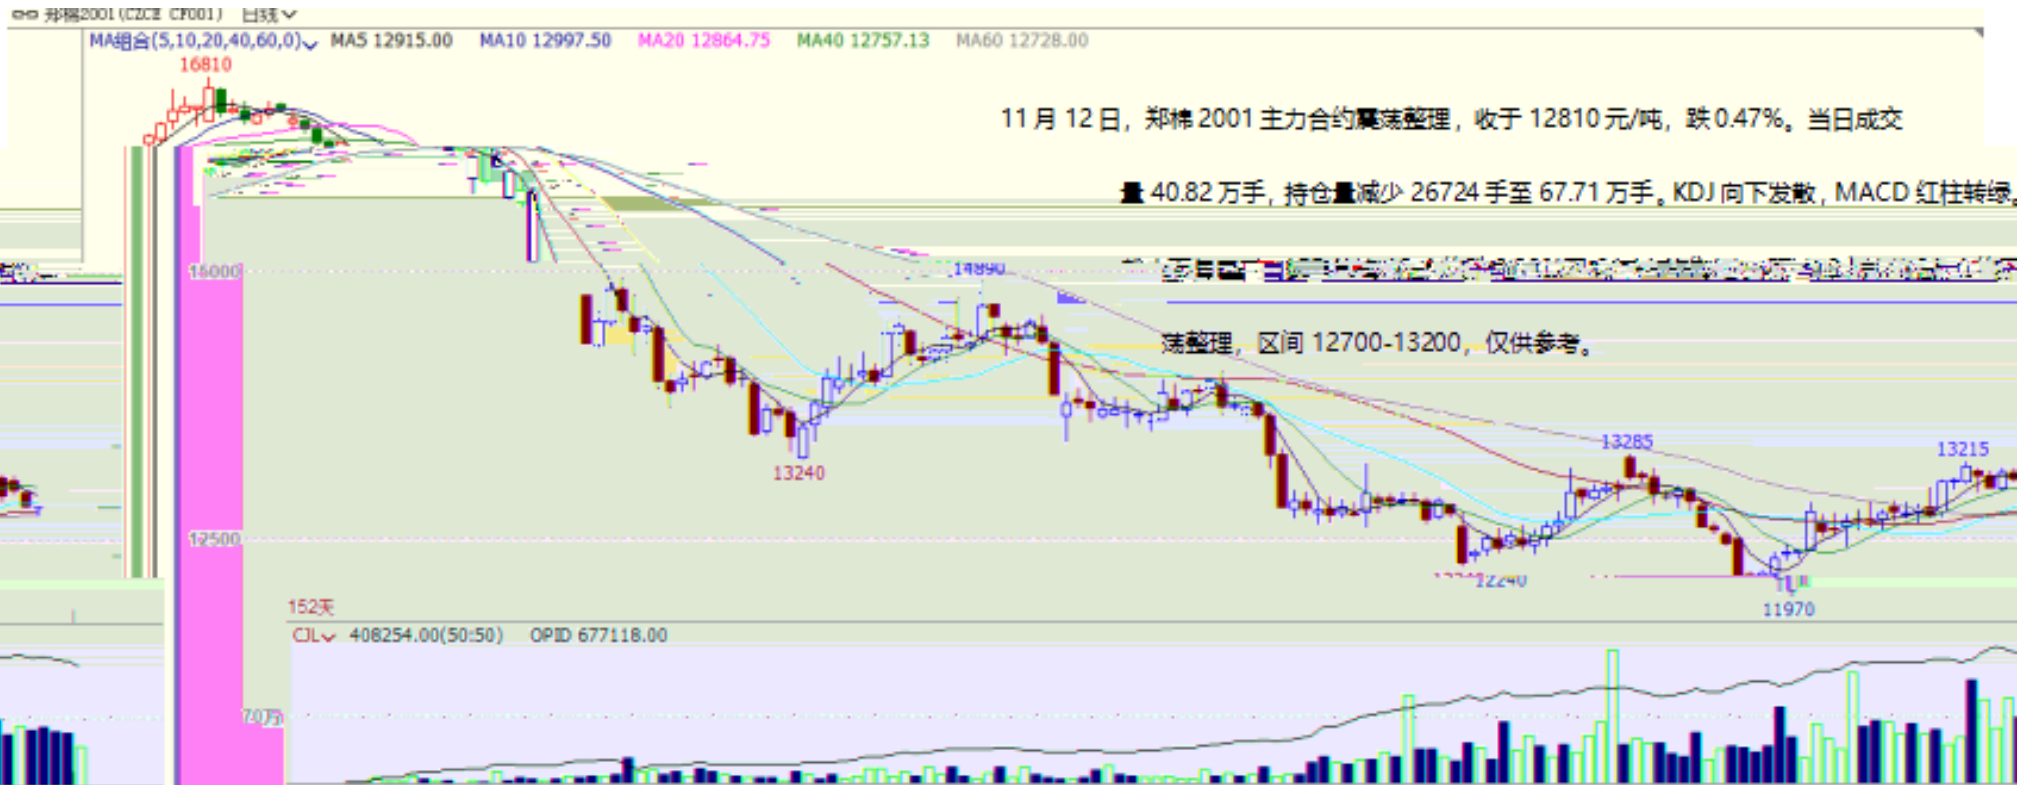 郑棉2001(CZCE CF001) 日线
MA组合(5,10,20,40,60,0) MA5 12915.00 MA10 12997.50 MA20 12864.75 MA40 12757.13 MA60 12728.00
16810
11月12日，郑棉2001主力合约震荡整理，收于12810元/吨，跌0.47%。当日成交
量40.82万手，持仓量减少26724手至67.71万手。KDJ向下发散，MACD红柱转绿。
15000
14890
荡整理，区间12700-13200，仅供参考。
13285
13215
13240
12500
12240
11970
152天
CJL 408254.00(50:50) OPID 677118.00
70万